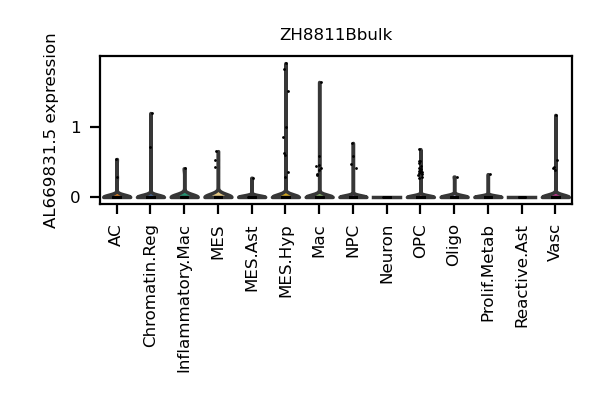 ZH8811Bbulk
AL669831.5 expression
1
0
AC
Chromatin.Reg
Inflammatory.Mac
MES
MES.Ast
MES.Hyp
Mac
NPC
Neuron
OPC
Oligo
Prolif.Metab
Reactive.Ast
Vasc